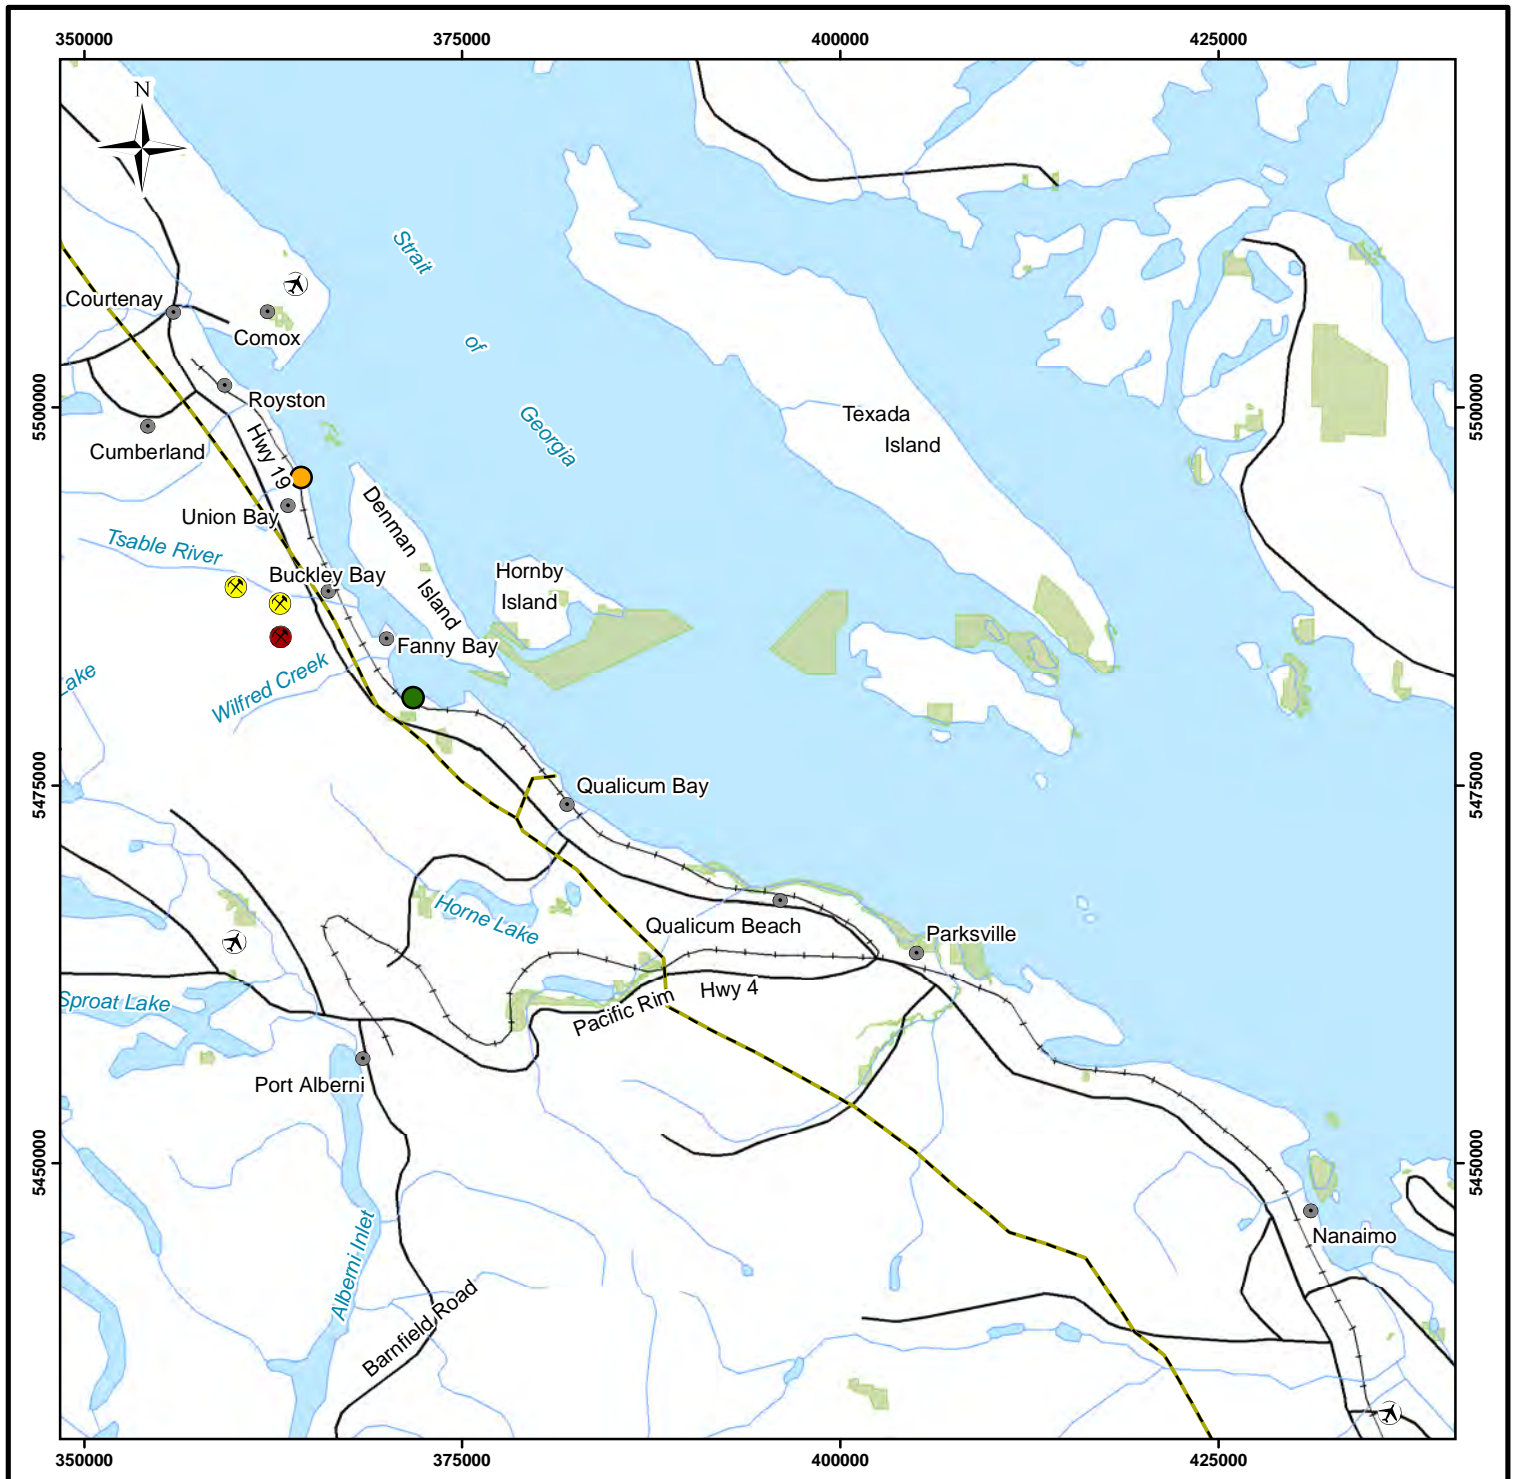 350000
375000
400000
425000
N
Strait
of
Georgia
Courtenay
Comox
Royston
Hwy 19
Cumberland
5500000
5500000
Texada
Island
Union Bay
Tsable River
Denman
Island
Buckley Bay
Hornby
Island
Fanny Bay
Wilfred Creek
Lake
5475000
5475000
Qualicum Bay
Horne Lake
Qualicum Beach
Parksville
Sproat Lake
Pacific Rim
Hwy 4
Port Alberni
5450000
5450000
Nanaimo
Alberni Inlet
Barnfield Road
350000
375000
400000
425000